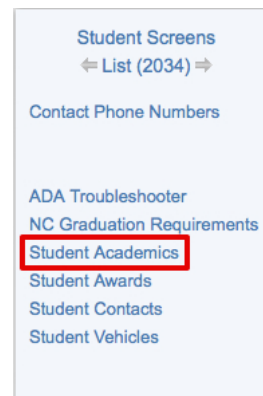 Student Screens
⇐ List (2034) ⇒
Contact Phone Numbers
ADA Troubleshooter
NC Graduation Requirements
Student Academics
Student Awards
Student Contacts
Student Vehicles